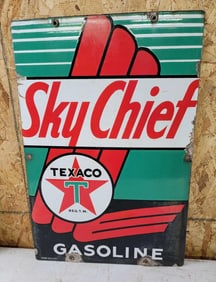 Sky Chief
TEXACO
T
REG. T.M.
GASOLINE